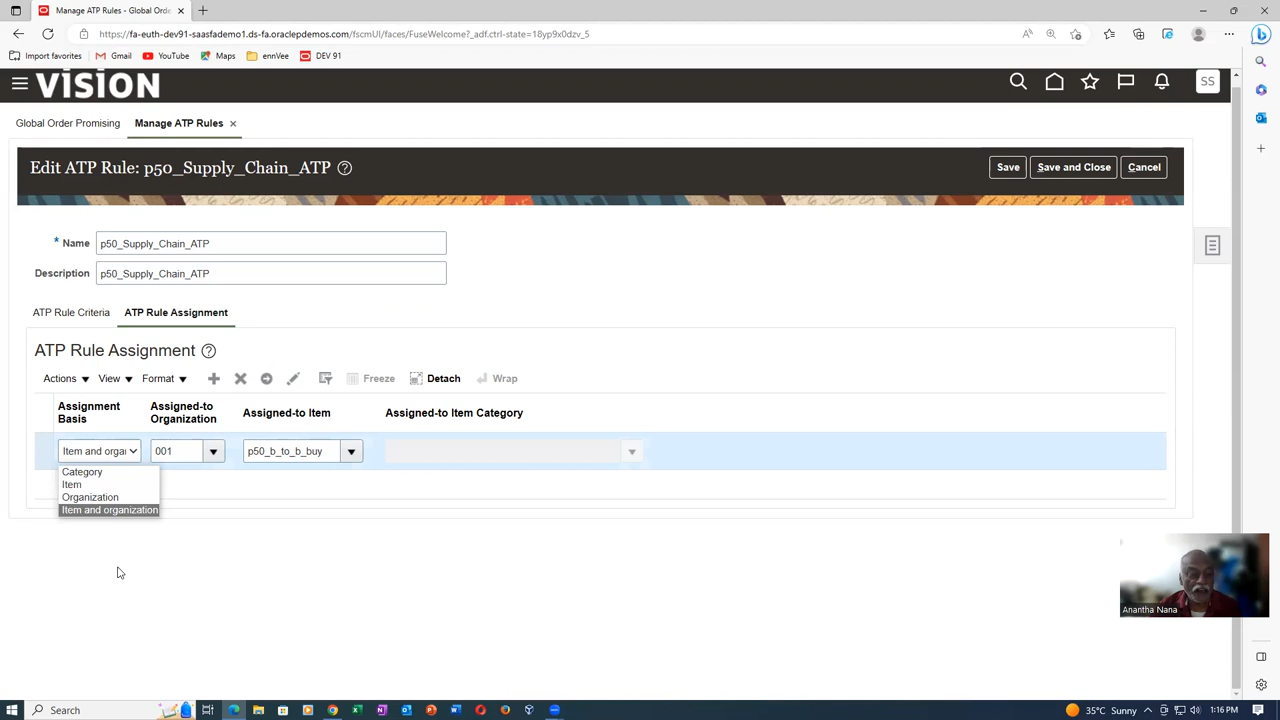 Manage ATP Rules - Global Order
https://fa-euth-dev91-saasfademo1.ds-fa.oraclepdemos.com/fscmUI/faces/FuseWelcome?_adf.ctrl-state=18yp9x0dzv_5
Import favorites Gmail YouTube Maps ennVee DEV 91
VISION
SS
Global Order Promising Manage ATP Rules
Edit ATP Rule: p50_Supply_Chain_ATP
Save Save and Close Cancel
* Name p50_Supply_Chain_ATP
Description p50_Supply_Chain_ATP
ATP Rule Criteria ATP Rule Assignment
ATP Rule Assignment
Actions View Format Freeze Detach Wrap
Assignment Basis Assigned-to Organization Assigned-to Item Assigned-to Item Category
Item and orga 001 p50_b_to_b_buy
Category
Item
Organization
Item and organization
Anantha Nana
Search
35°C Sunny 1:16 PM